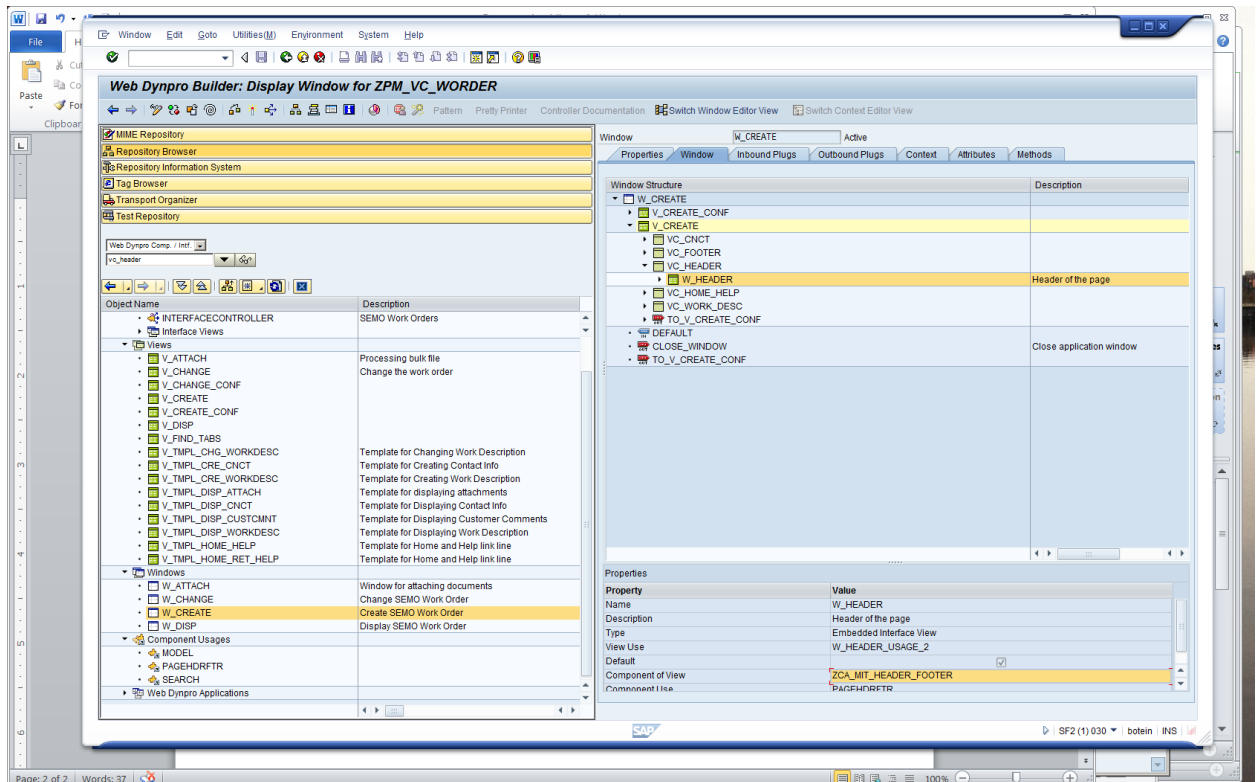 File
Paste
Clipboar
Window Edit Goto Utilities(M) Environment System Help
Web Dynpro Builder: Display Window for ZPM_VC_WORDER
Pattern Pretty Printer Controller Documentation Switch Window Editor View Switch Context Editor View
MIME Repository
Repository Browser
Repository Information System
Tag Browser
Transport Organizer
Test Repository
Web Dynpro Comp. / Intf.
vc_header
Object Name Description
INTERFACECONTROLLER SEMO Work Orders
Interface Views
Views
V_ATTACH Processing bulk file
V_CHANGE Change the work order
V_CHANGE_CONF
V_CREATE
V_CREATE_CONF
V_DISP
V_FIND_TABS
V_TMPL_CHG_WORKDESC Template for Changing Work Description
V_TMPL_CRE_CNCT Template for Creating Contact Info
V_TMPL_CRE_WORKDESC Template for Creating Work Description
V_TMPL_DISP_ATTACH Template for displaying attachments
V_TMPL_DISP_CNCT Template for Displaying Contact Info
V_TMPL_DISP_CUSTCMNT Template for Displaying Customer Comments
V_TMPL_DISP_WORKDESC Template for Displaying Work Description
V_TMPL_HOME_HELP Template for Home and Help link line
V_TMPL_HOME_RET_HELP Template for Home and Help link line
Windows
W_ATTACH Window for attaching documents
W_CHANGE Change SEMO Work Order
W_CREATE Create SEMO Work Order
W_DISP Display SEMO Work Order
Component Usages
MODEL
PAGEHDRFTR
SEARCH
Web Dynpro Applications
Window W_CREATE Active
Properties Window Inbound Plugs Outbound Plugs Context Attributes Methods
Window Structure Description
W_CREATE
V_CREATE_CONF
V_CREATE
VC_CNCT
VC_FOOTER
VC_HEADER
W_HEADER Header of the page
VC_HOME_HELP
VC_WORK_DESC
TO_V_CREATE_CONF
DEFAULT
CLOSE_WINDOW Close application window
TO_V_CREATE_CONF
Properties
Property Value
Name W_HEADER
Description Header of the page
Type Embedded Interface View
View Use W_HEADER_USAGE_2
Default
Component of View ZCA_MIT_HEADER_FOOTER
Component Use PAGEHDRFTR
SAP SF2 (1) 030 botein INS
Page: 2 of 2 Words: 37 100%